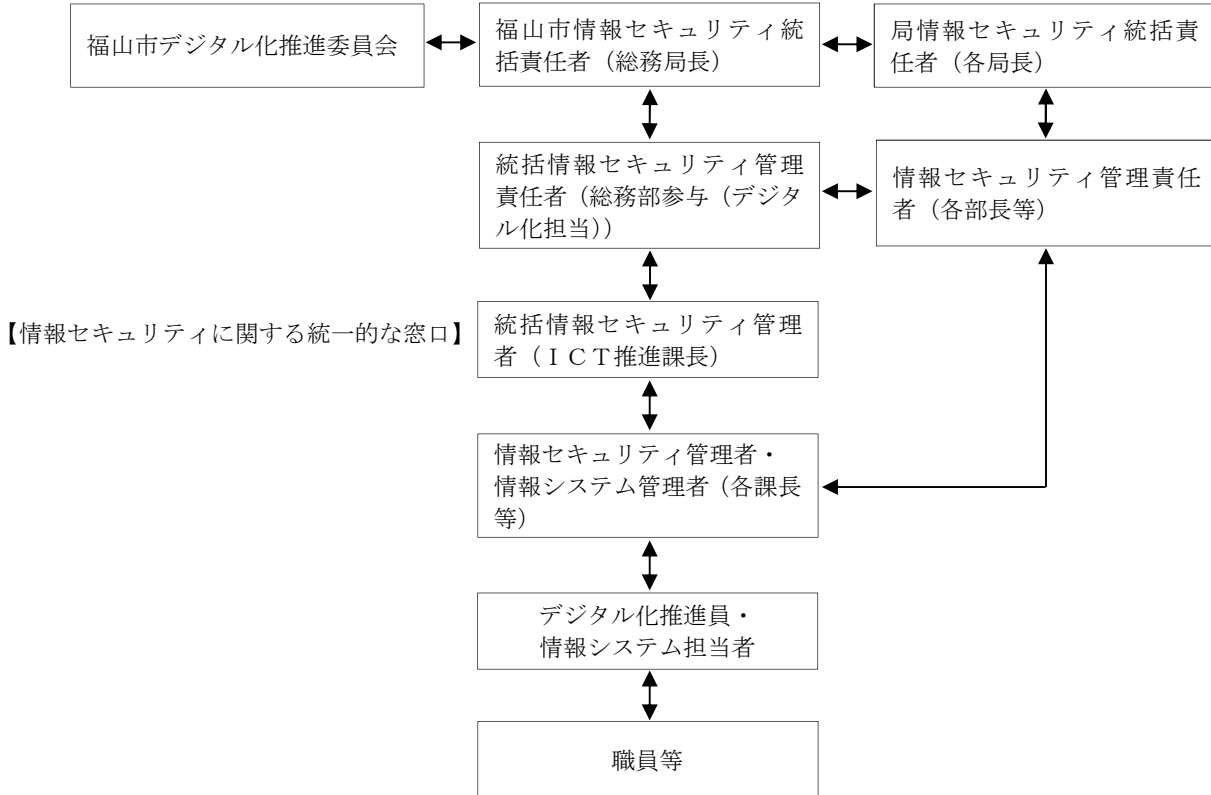 福山市デジタル化推進委員会
福山市情報セキュリティ統
括責任者（総務局長）
局情報セキュリティ統括責
任者（各局長）
統括情報セキュリティ管理
責任者（総務部参与（デジタ
ル化担当））
情報セキュリティ管理責任
者（各部長等）
【情報セキュリティに関する統一的な窓口】
統括情報セキュリティ管理
者（ＩＣＴ推進課長）
情報セキュリティ管理者・
情報システム管理者（各課長
等）
デジタル化推進員・
情報システム担当者
職員等